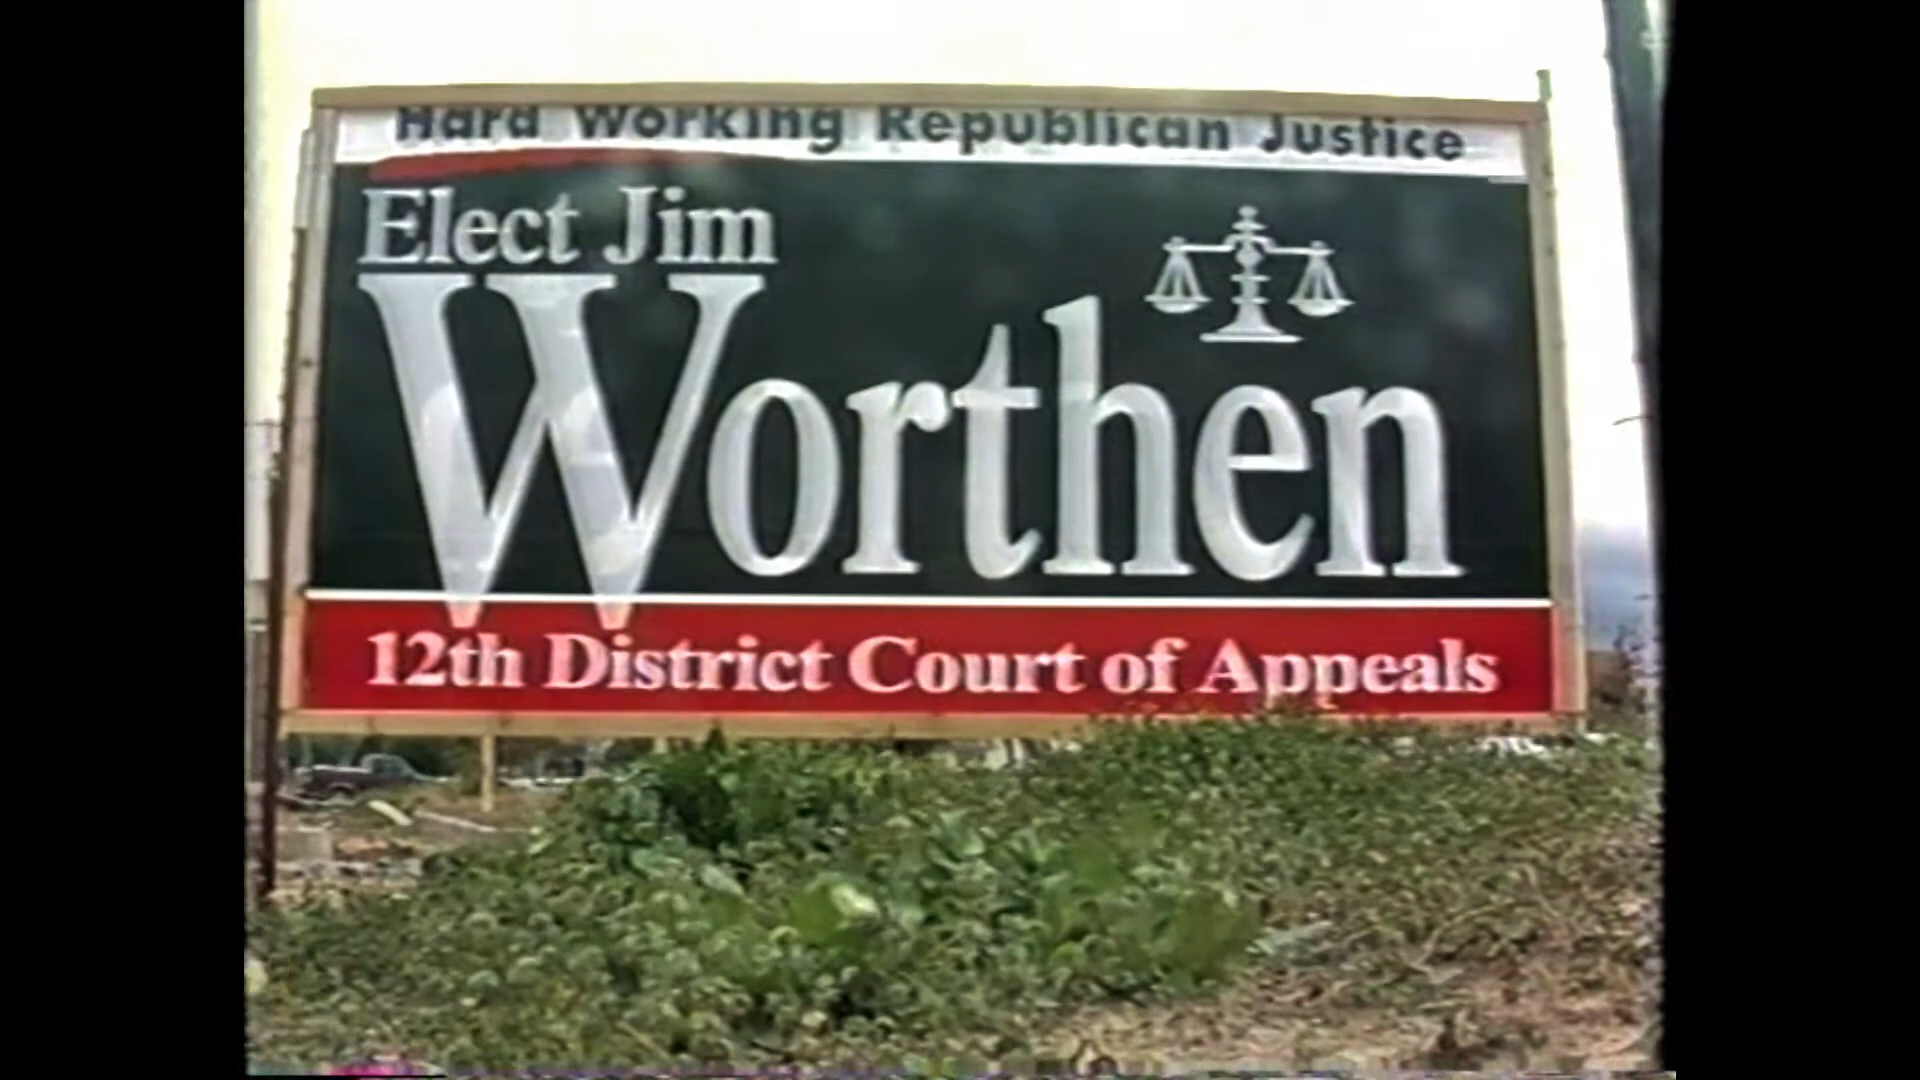 Hard Working Republican Justice
Elect Jim
Worthen
12th District Court of Appeals